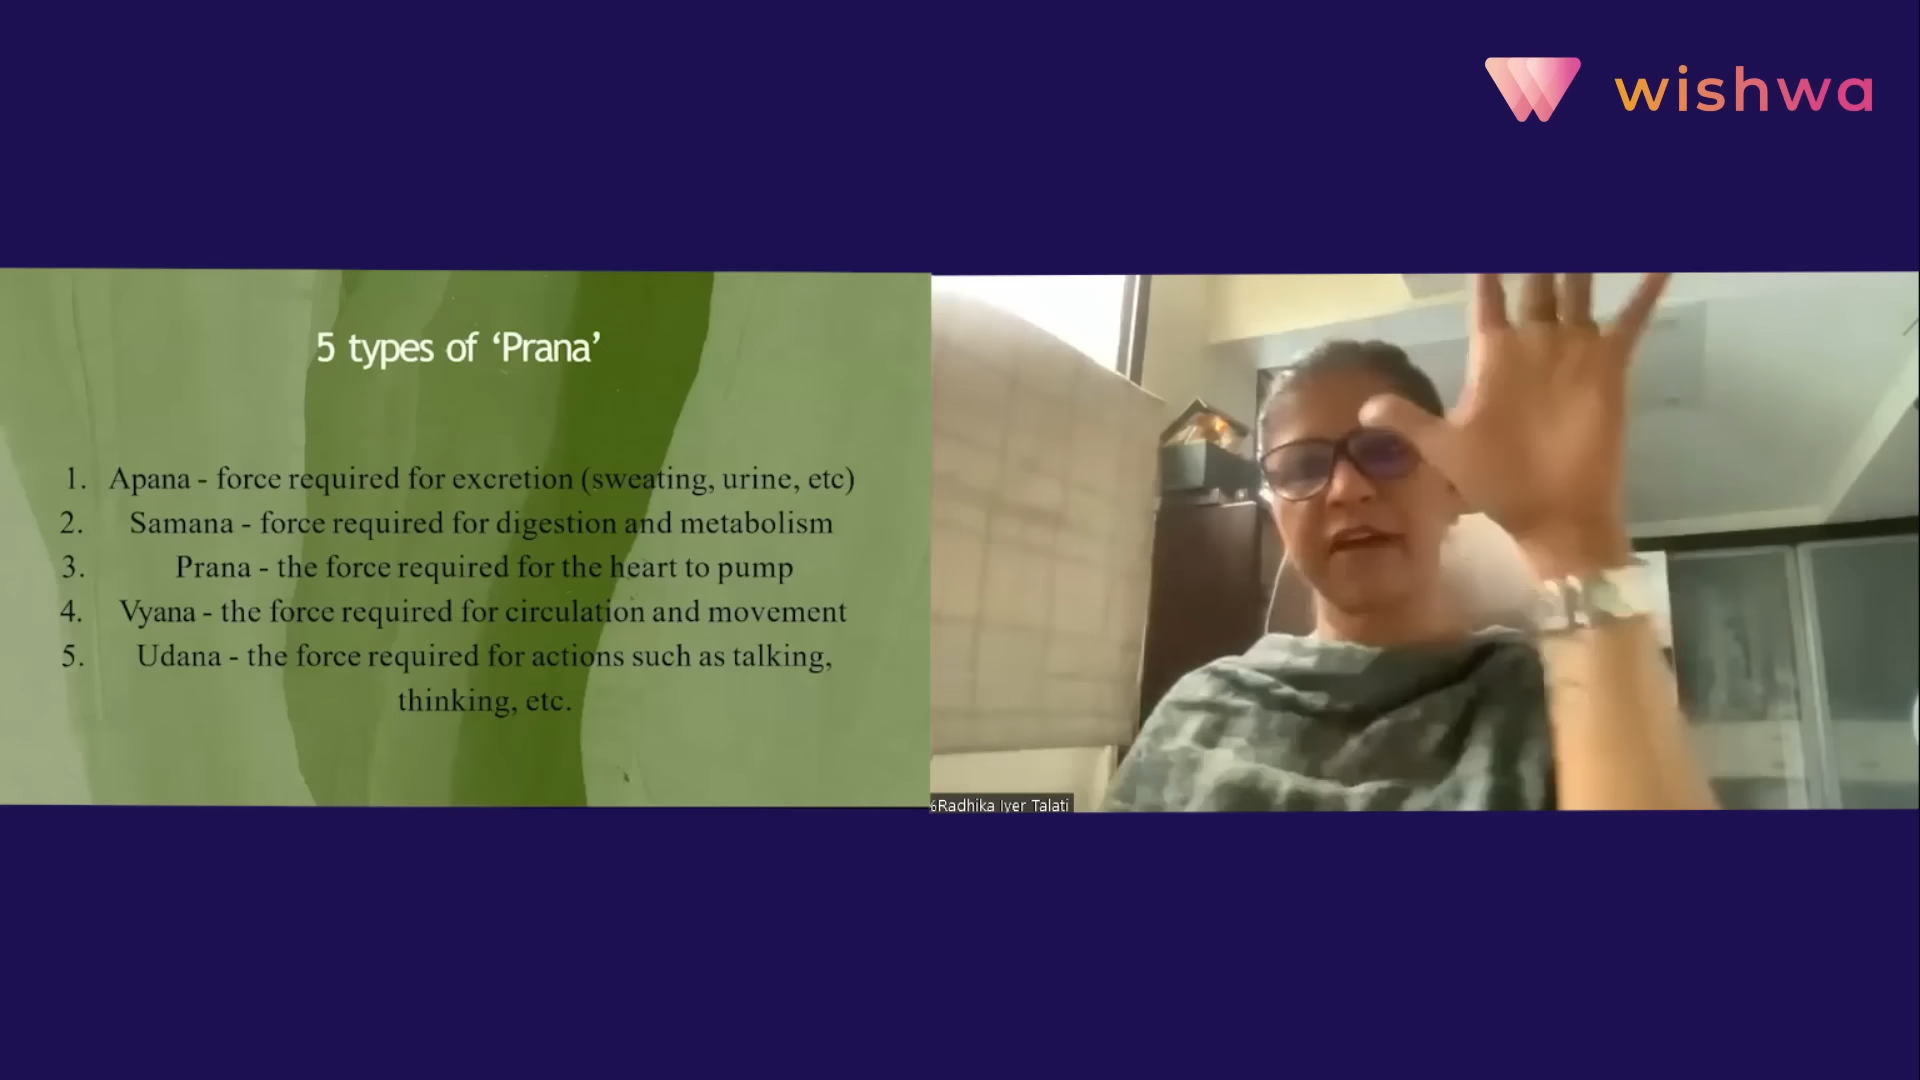 wishwa
5 types of ‘Prana’
1. Apana - force required for excretion (sweating, urine, etc)
2. Samana - force required for digestion and metabolism
3. Prana - the force required for the heart to pump
4. Vyana - the force required for circulation and movement
5. Udana - the force required for actions such as talking,
thinking, etc.
Radhika Iyer Talati